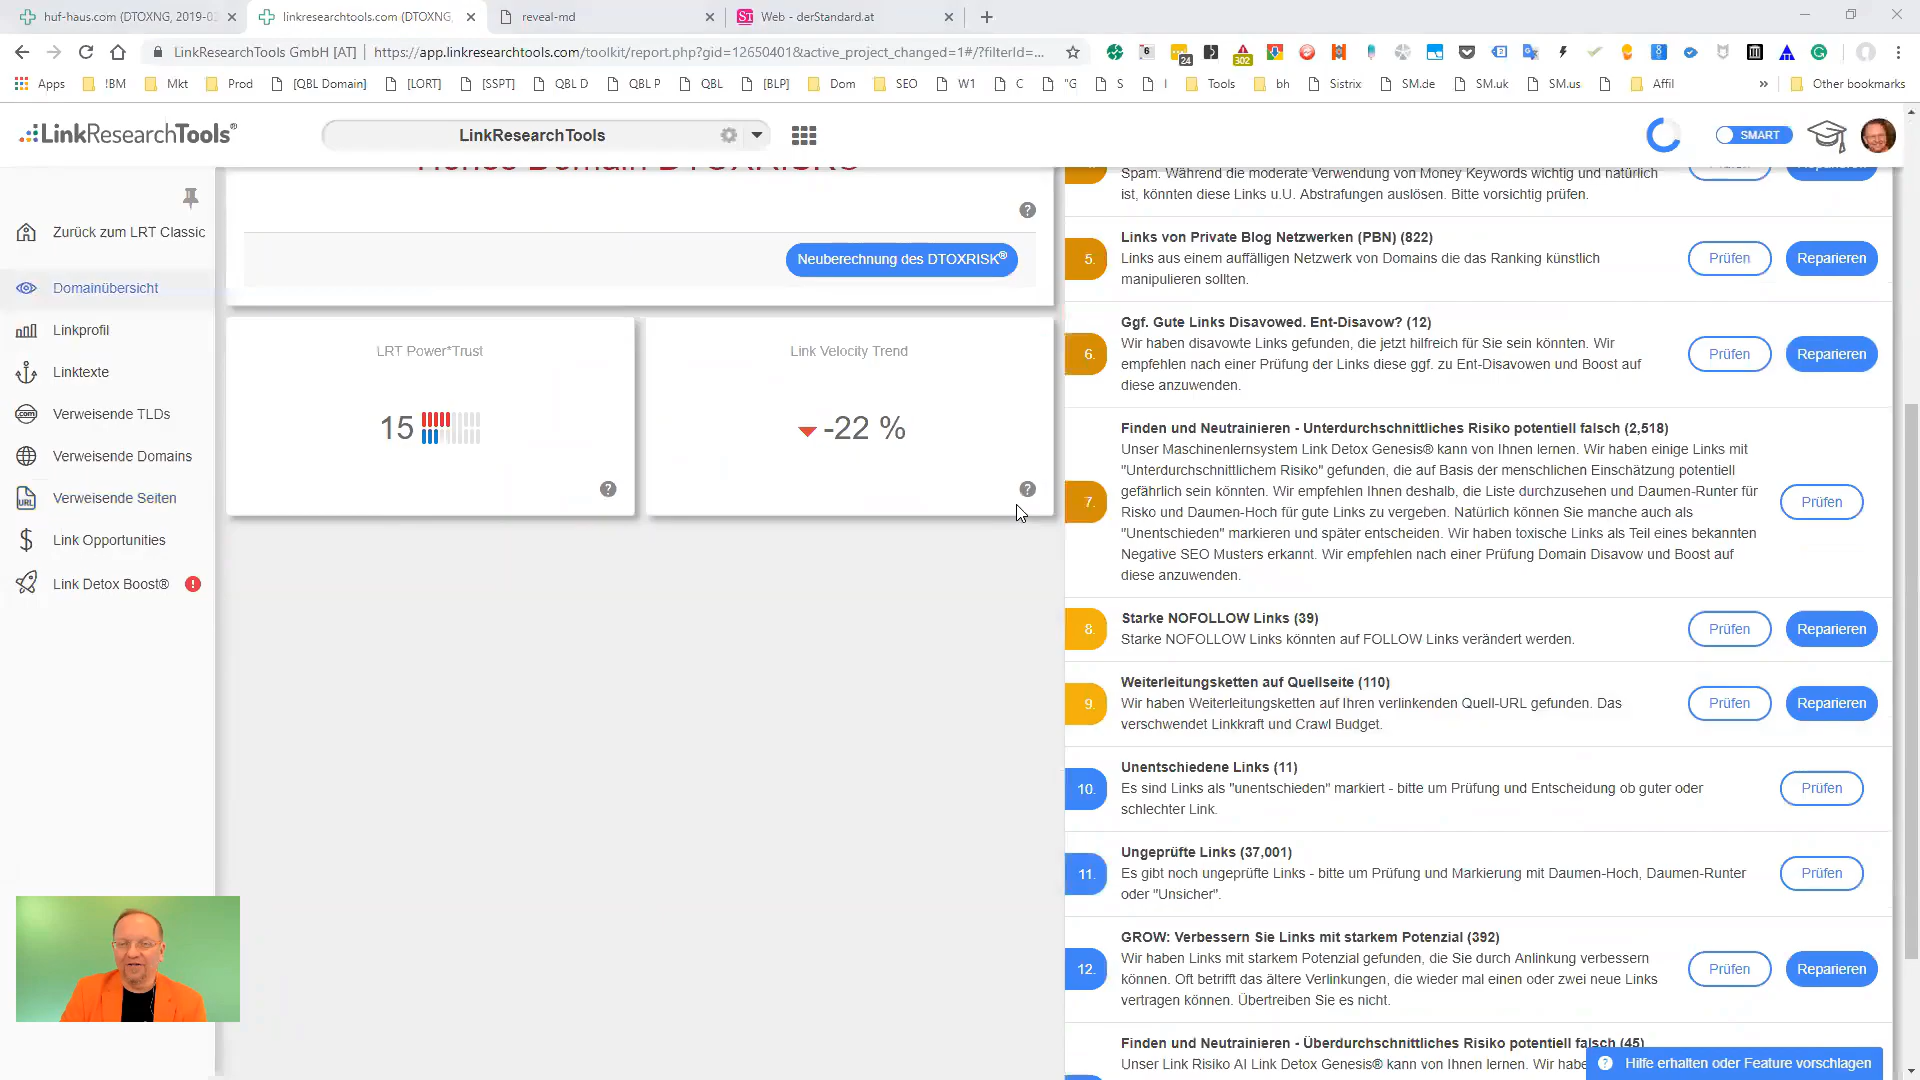 huf-haus.com (DTOXNG, 2019-0
linkresearchtools.com (DTOXNG,
reveal-md
ST Web - derStandard.at
LinkResearchTools GmbH [AT] | https://app.linkresearchtools.com/toolkit/report.php?gid=1265040​1&active_project_changed=1#/?filterId=...
24
6
302
Apps !BM Mkt Prod [QBL Domain] [LORT] [SSPT] QBL D QBL P QBL [BLP] Dom SEO W1 C "G S I Tools bh Sistrix SM.de SM.uk SM.us Affil » Other bookmarks
LinkResearchTools®
LinkResearchTools
SMART
Zurück zum LRT Classic
Domainübersicht
Linkprofil
Linktexte
Verweisende TLDs
Verweisende Domains
Verweisende Seiten
Link Opportunities
Link Detox Boost®
Hohes Domain DTOXRISK®
Neuberechnung des DTOXRISK®
LRT Power*Trust
15
Link Velocity Trend
-22 %
Spam. Während die moderate Verwendung von Money Keywords wichtig und natürlich
ist, könnten diese Links u.U. Abstrafungen auslösen. Bitte vorsichtig prüfen.
Prüfen Reparieren
5.
Links von Private Blog Netzwerken (PBN) (822)
Links aus einem auffälligen Netzwerk von Domains die das Ranking künstlich
manipulieren sollten.
Prüfen Reparieren
6.
Ggf. Gute Links Disavowed. Ent-Disavow? (12)
Wir haben disavowte Links gefunden, die jetzt hilfreich für Sie sein könnten. Wir
empfehlen nach einer Prüfung der Links diese ggf. zu Ent-Disavowen und Boost auf
diese anzuwenden.
Prüfen Reparieren
7.
Finden und Neutrainieren - Unterdurchschnittliches Risiko potentiell falsch (2,518)
Unser Maschinenlernsystem Link Detox Genesis® kann von Ihnen lernen. Wir haben einige Links mit
"Unterdurchschnittlichem Risiko" gefunden, die auf Basis der menschlichen Einschätzung potentiell
gefährlich sein könnten. Wir empfehlen Ihnen deshalb, die Liste durchzusehen und Daumen-Runter für
Risko und Daumen-Hoch für gute Links zu vergeben. Natürlich können Sie manche auch als
"Unentschieden" markieren und später entscheiden. Wir haben toxische Links als Teil eines bekannten
Negative SEO Musters erkannt. Wir empfehlen nach einer Prüfung Domain Disavow und Boost auf
diese anzuwenden.
Prüfen
8.
Starke NOFOLLOW Links (39)
Starke NOFOLLOW Links könnten auf FOLLOW Links verändert werden.
Prüfen Reparieren
9.
Weiterleitungsketten auf Quellseite (110)
Wir haben Weiterleitungsketten auf Ihren verlinkenden Quell-URL gefunden. Das
verschwendet Linkkraft und Crawl Budget.
Prüfen Reparieren
10.
Unentschiedene Links (11)
Es sind Links als "unentschieden" markiert - bitte um Prüfung und Entscheidung ob guter oder
schlechter Link.
Prüfen
11.
Ungeprüfte Links (37,001)
Es gibt noch ungeprüfte Links - bitte um Prüfung und Markierung mit Daumen-Hoch, Daumen-Runter
oder "Unsicher".
Prüfen
12.
GROW: Verbessern Sie Links mit starkem Potenzial (392)
Wir haben Links mit starkem Potenzial gefunden, die Sie durch Anlinkung verbessern
können. Oft betrifft das ältere Verlinkungen, die wieder mal einen oder zwei neue Links
vertragen können. Übertreiben Sie es nicht.
Prüfen Reparieren
Finden und Neutrainieren - Überdurchschnittliches Risiko potentiell falsch (45)
Unser Link Risiko AI Link Detox Genesis® kann von Ihnen lernen. Wir habe
Hilfe erhalten oder Feature vorschlagen